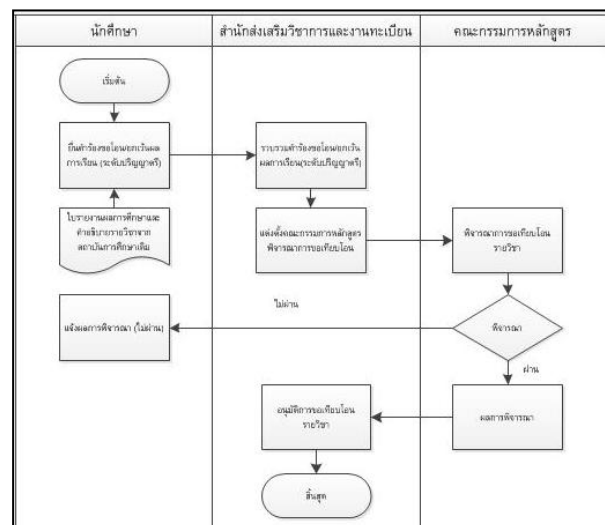 นักศึกษา
สำนักส่งเสริมวิชาการและงานทะเบียน
คณะกรรมการหลักสูตร
เริ่มต้น
ยื่นคำร้องขอโอน/ยกเว้นผล
การเรียน (ระดับปริญญาตรี)
รวบรวมคำร้องขอโอน/ยกเว้น
ผลการเรียน(ระดับปริญญาตรี)
ใบรายงานผลการศึกษาและ
คำอธิบายรายวิชาจาก
สถาบันการศึกษาเดิม
แต่งตั้งคณะกรรมการหลักสูตร
พิจารณาการขอเทียบโอน
พิจารณาการขอเทียบโอน
รายวิชา
ไม่ผ่าน
แจ้งผลการพิจารณา (ไม่ผ่าน)
พิจารณา
ผ่าน
อนุมัติการขอเทียบโอน
รายวิชา
ผลการพิจารณา
สิ้นสุด